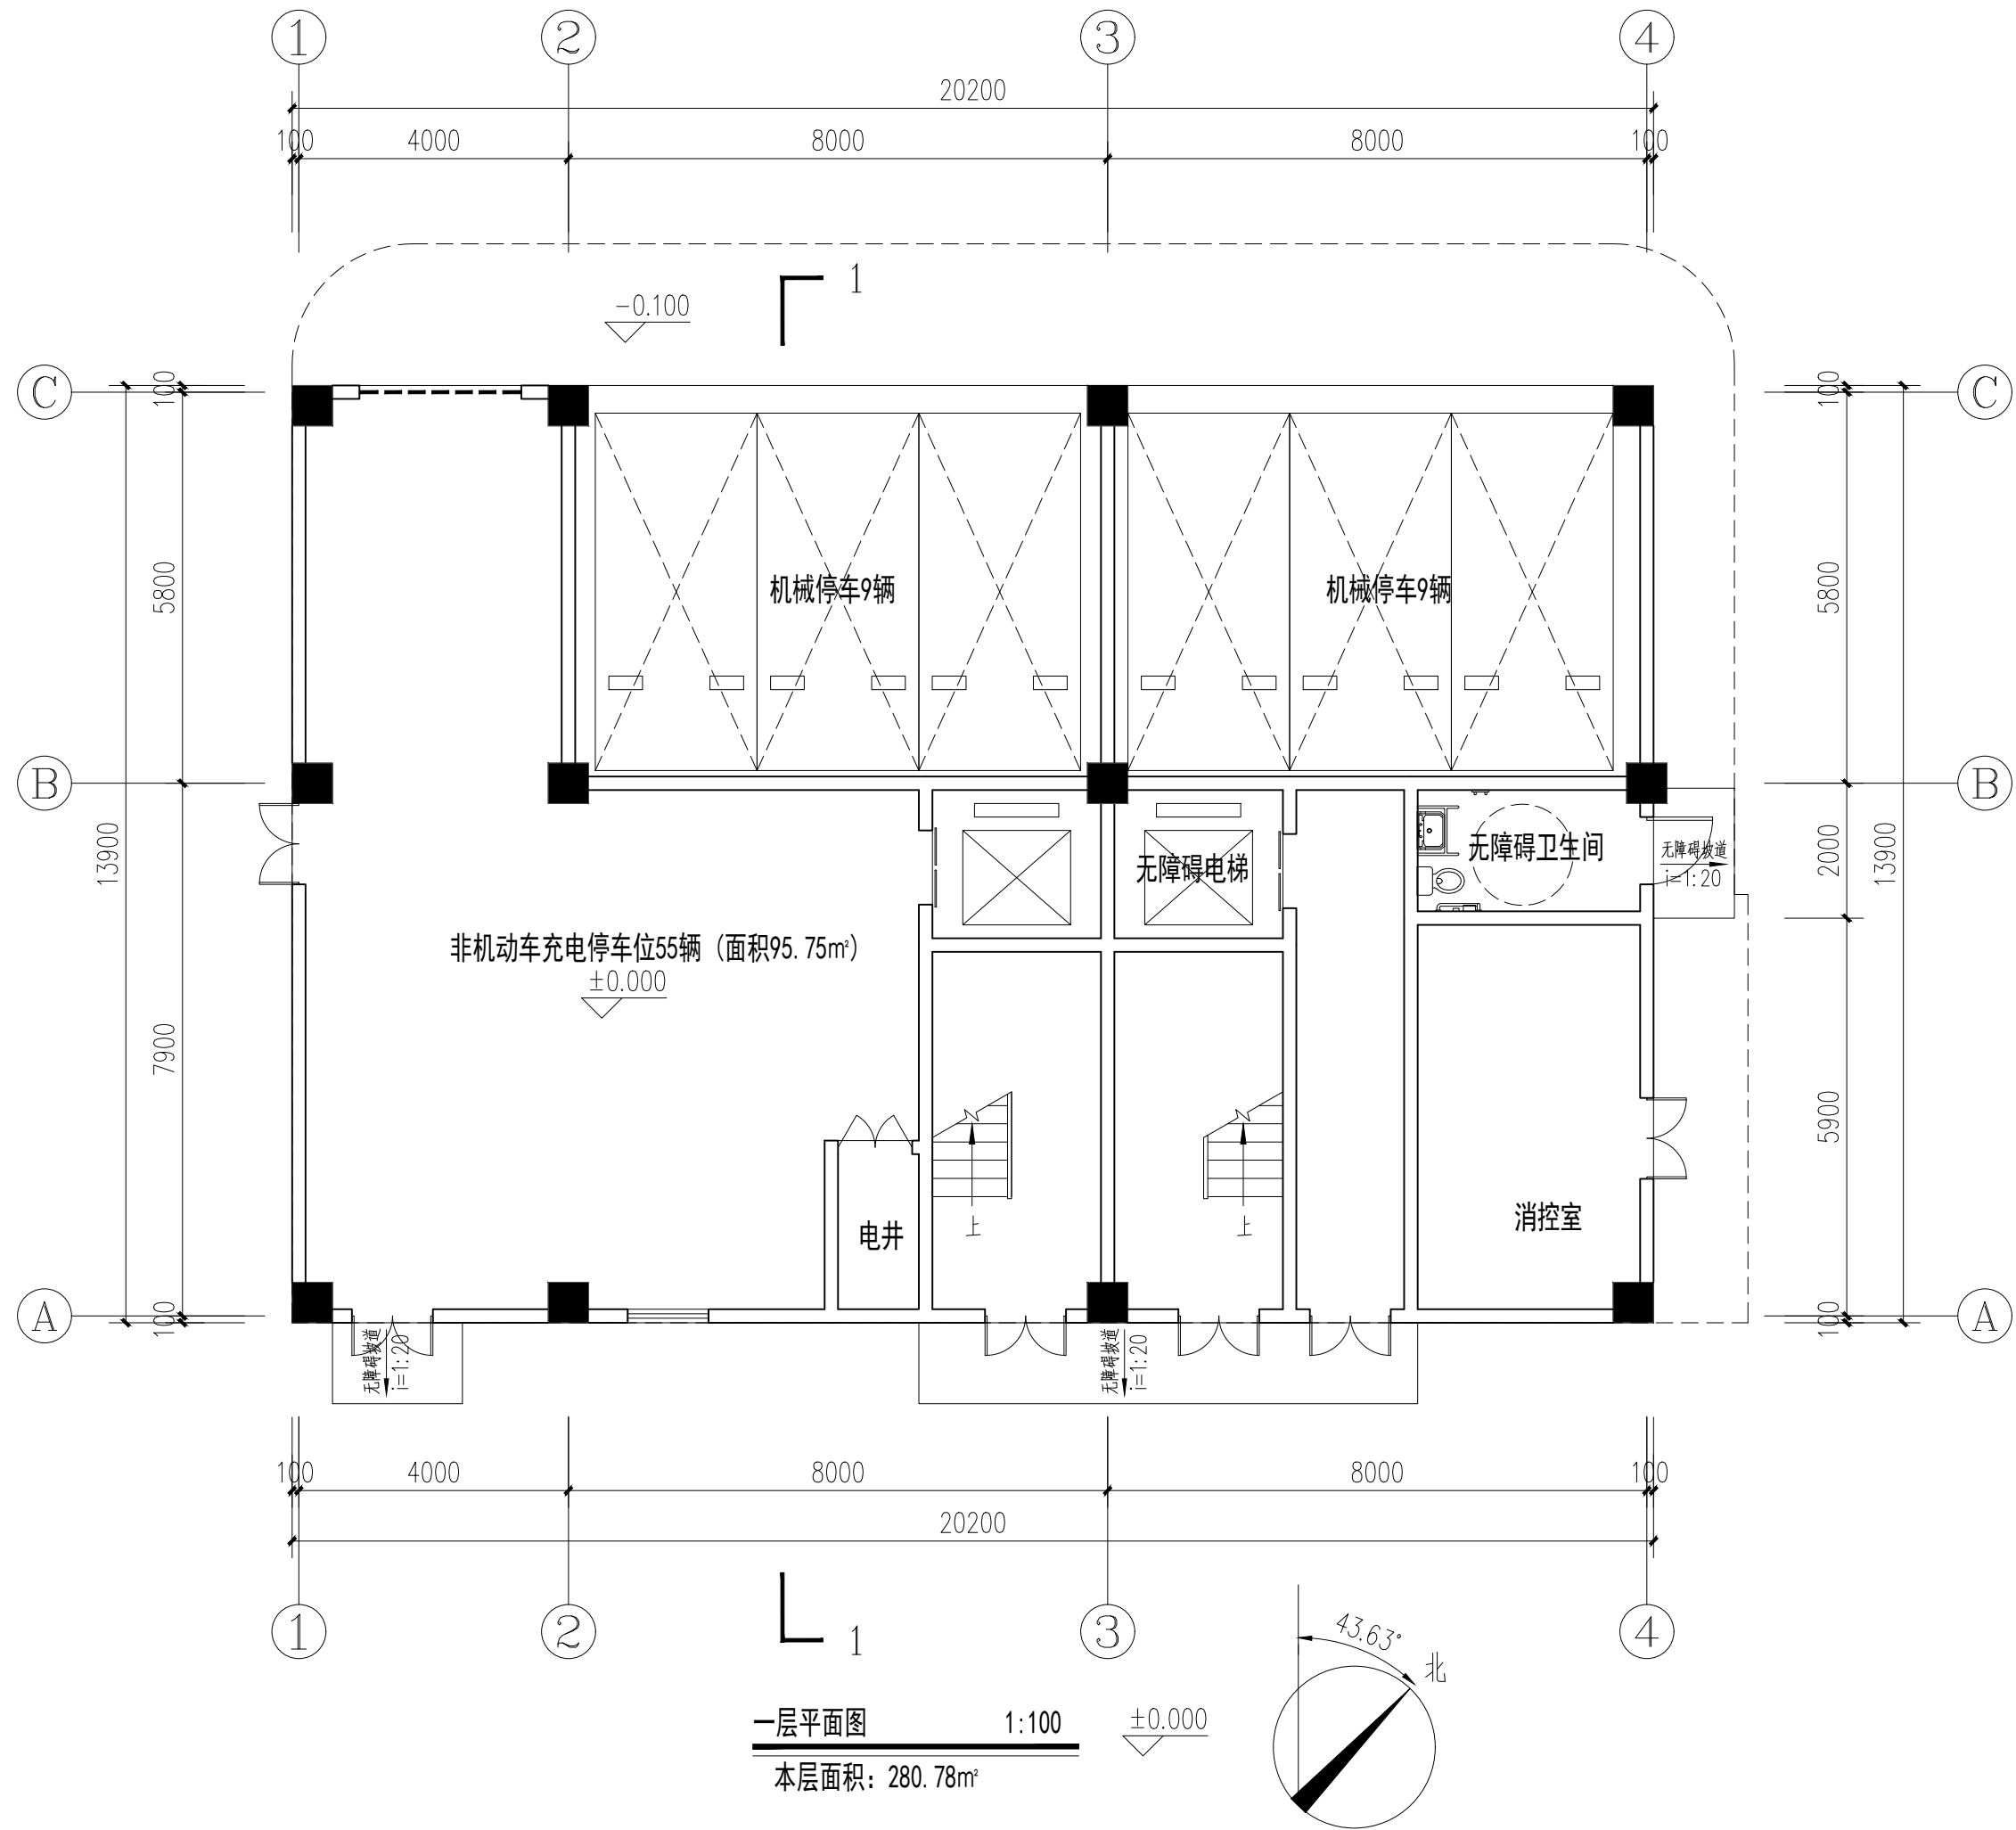 1 2 3 4
20200
100 4000 8000 8000 100
1
-0.100
C 100 100 C
机械停车9辆 机械停车9辆
5800 5800
B B
13900 2000 13900
无障碍电梯 无障碍卫生间 无障碍坡道
i=1:20
非机动车充电停车位55辆 (面积95.75㎡)
±0.000
7900 5900
上 上
电井 消控室
A 100 100 A
无障碍坡道 i=1:20 无障碍坡道 i=1:20
100 4000 8000 8000 100
20200
1 2 3 4
1
43.63°
北
一层平面图 1:100 ±0.000
本层面积: 280.78㎡